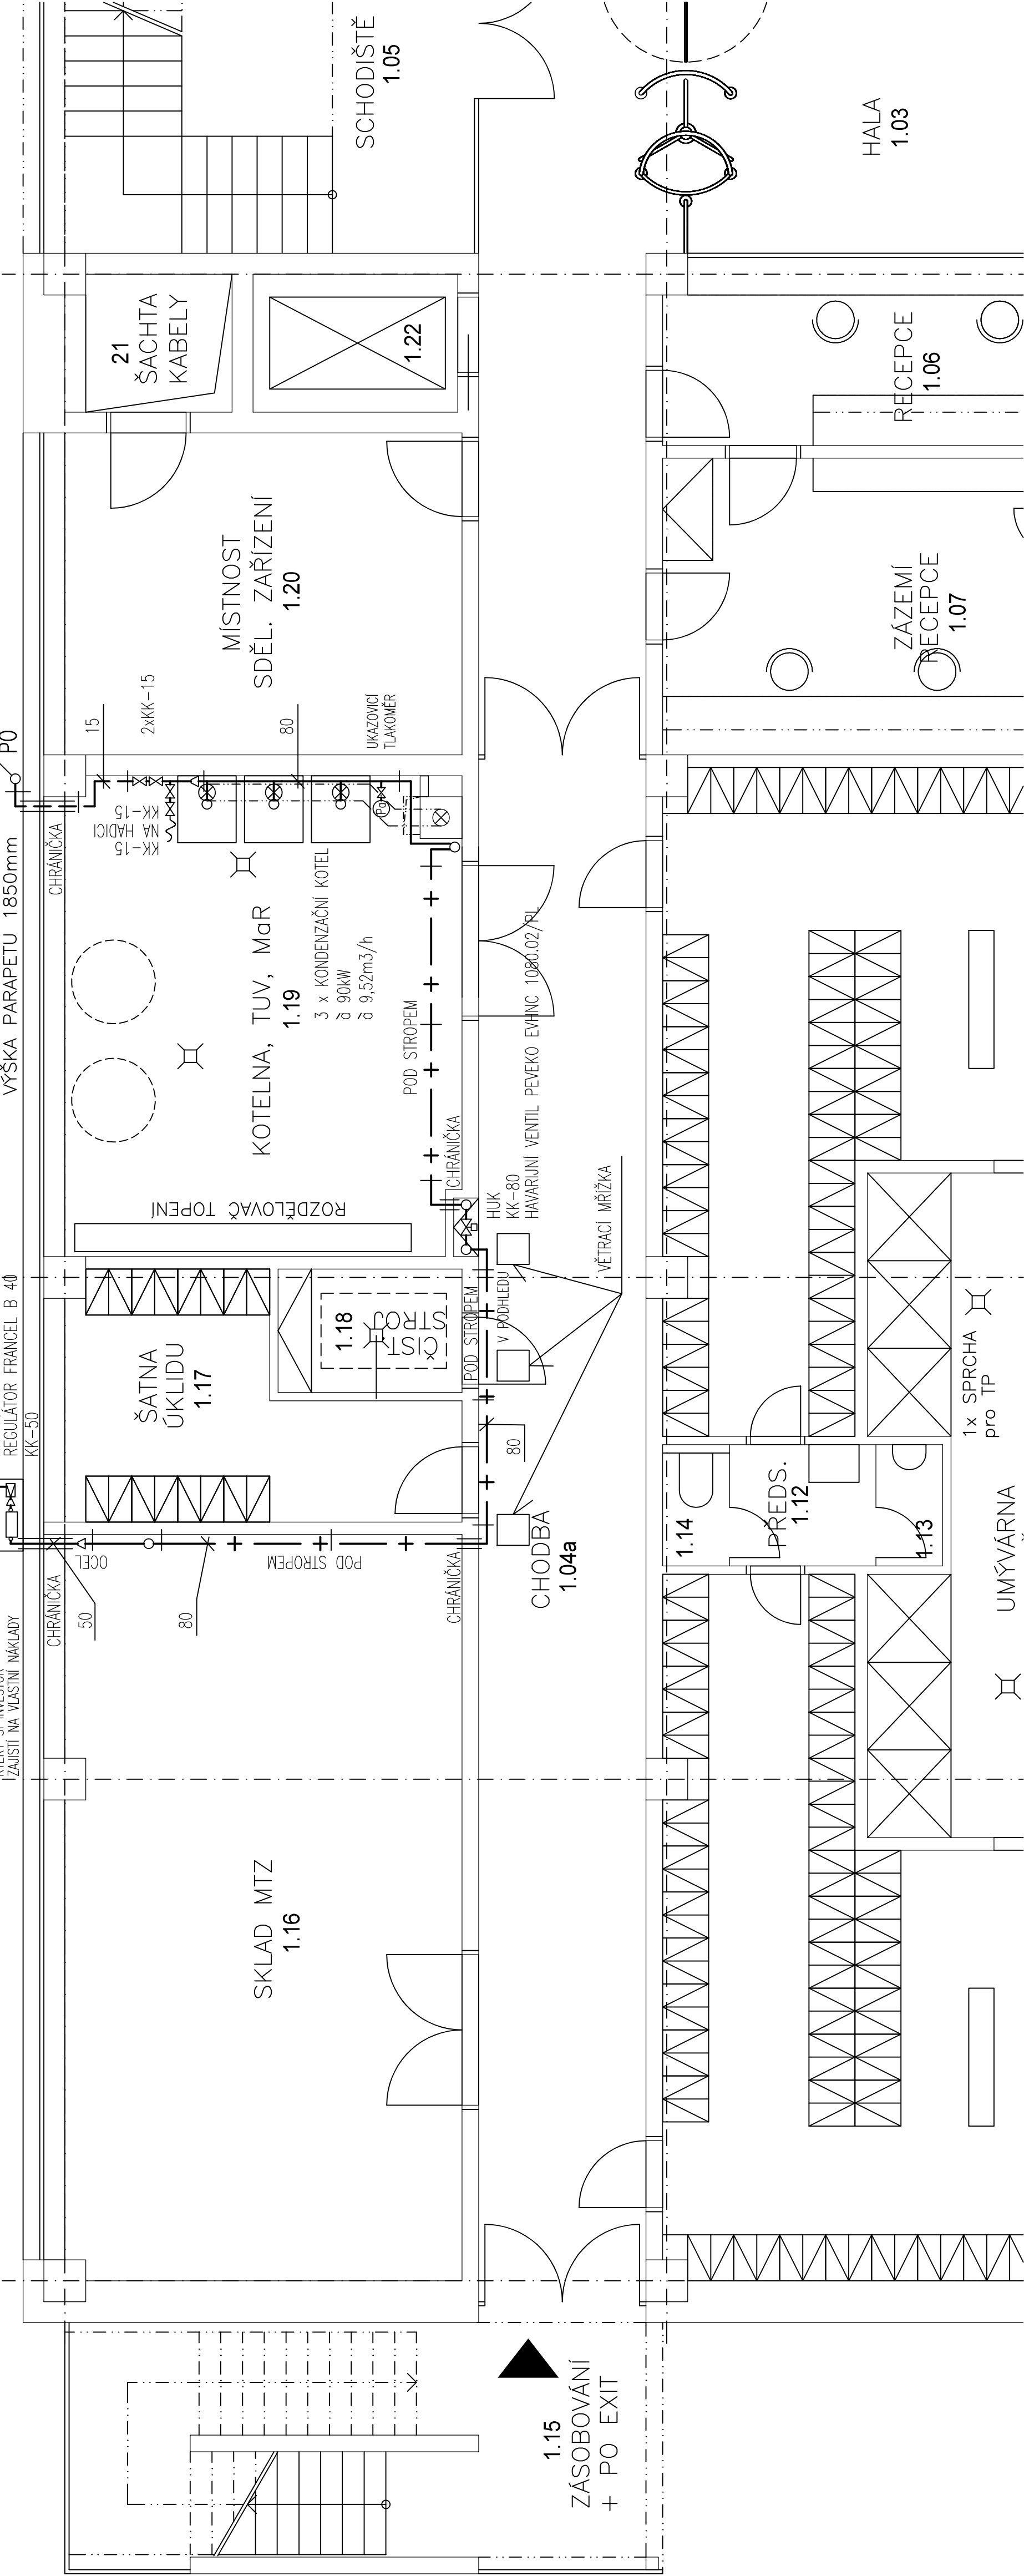 SCHODIŠTĚ
1.05
HALA
1.03
21
ŠACHTA
KABELY
1.22
RECEPCE
1.06
MÍSTNOST
SDĚL. ZAŘÍZENÍ
1.20
ZÁZEMÍ
RECEPCE
1.07
PO
15
2xKK-15
80
UKAZOVICÍ
TLAKOMĚR
VÝŠKA PARAPETU 1850mm
CHRÁNIČKA
KK-15
NA HADICI
KK-15
KOTELNA, TUV, MaR
1.19
3 x KONDENZAČNÍ KOTEL
à 90kW
à 9,52m3/h
POD STROPEM
CHRÁNIČKA
HUK
KK-80
HAVARIJNÍ VENTIL PEVEKO EVHNC 1080.02/PL
VĚTRACÍ MŘÍŽKA
ROZDĚLOVAČ TOPENÍ
REGULÁTOR FRANCEL B 40
KK-50
ŠATNA
ÚKLIDU
1.17
1.18
ČIST.
STROJ
POD STROPEM
V PODHLEDU
80
OCEL
POD STROPEM
CHRÁNIČKA
50
80
CHRÁNIČKA
CHODBA
1.04a
1.14
PŘEDS.
1.12
1.13
1x SPRCHA
pro TP
UMÝVÁRNA
ZAJISTÍ NA VLASTNÍ NÁKLADY
SKLAD MTZ
1.16
1.15
ZÁSOBOVÁNÍ
+ PO EXIT